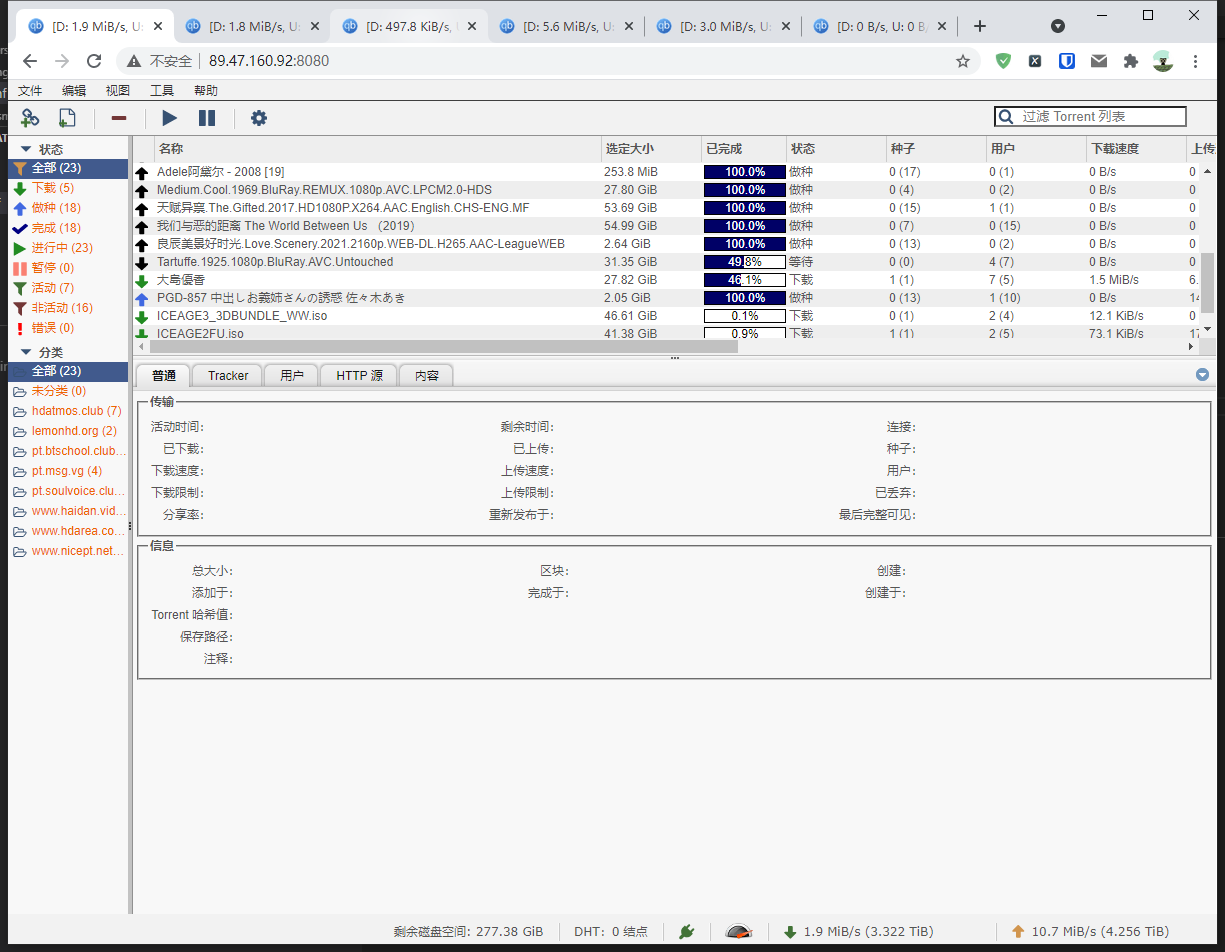 [D: 1.9 MiB/s, U:
[D: 1.8 MiB/s, U:
[D: 497.8 KiB/s,
[D: 5.6 MiB/s, U:
[D: 3.0 MiB/s, U:
[D: 0 B/s, U: 0 B/
不安全 89.47.160.92:8080
文件 编辑 视图 工具 帮助
过滤 Torrent 列表
状态
全部 (23)
下载 (5)
做种 (18)
完成 (18)
进行中 (23)
暂停 (0)
活动 (7)
非活动 (16)
错误 (0)
分类
全部 (23)
未分类 (0)
hdatmos.club (7)
lemonhd.org (2)
pt.btschool.club...
pt.msg.vg (4)
pt.soulvoice.clu...
www.haidan.vid...
www.hdarea.co...
www.nicept.net...
名称 选定大小 已完成 状态 种子 用户 下载速度 上传
Adele阿黛尔 - 2008 [19] 253.8 MiB 100.0% 做种 0 (17) 0 (1) 0 B/s 0
Medium.Cool.1969.BluRay.REMUX.1080p.AVC.LPCM2.0-HDS 27.80 GiB 100.0% 做种 0 (4) 0 (2) 0 B/s 0
天赋异禀.The.Gifted.2017.HD1080P.X264.AAC.English.CHS-ENG.MF 53.69 GiB 100.0% 做种 0 (15) 1 (1) 0 B/s 0
我们与恶的距离 The World Between Us （2019） 54.99 GiB 100.0% 做种 0 (7) 0 (15) 0 B/s 0
良辰美景好时光.Love.Scenery.2021.2160p.WEB-DL.H265.AAC-LeagueWEB 2.64 GiB 100.0% 做种 0 (13) 0 (2) 0 B/s 0
Tartuffe.1925.1080p.BluRay.AVC.Untouched 31.35 GiB 49.8% 等待 0 (0) 4 (7) 0 B/s 0
大島優香 27.82 GiB 46.1% 下载 1 (1) 7 (5) 1.5 MiB/s 6.
PGD-857 中出しお義姉さんの誘惑 佐々木あき 2.05 GiB 100.0% 做种 0 (13) 1 (10) 0 B/s 14
ICEAGE3_3DBUNDLE_WW.iso 46.61 GiB 0.1% 下载 0 (1) 2 (4) 12.1 KiB/s 0
ICEAGE2FU.iso 41.38 GiB 0.9% 下载 1 (1) 2 (5) 73.1 KiB/s 17
普通 Tracker 用户 HTTP 源 内容
传输
活动时间： 剩余时间： 连接：
已下载： 已上传： 种子：
下载速度： 上传速度： 用户：
下载限制： 上传限制： 已丢弃：
分享率： 重新发布于： 最后完整可见：
信息
总大小： 区块： 创建：
添加于： 完成于： 创建于：
Torrent 哈希值：
保存路径：
注释：
剩余磁盘空间: 277.38 GiB DHT：0 结点 1.9 MiB/s (3.322 TiB) 10.7 MiB/s (4.256 TiB)